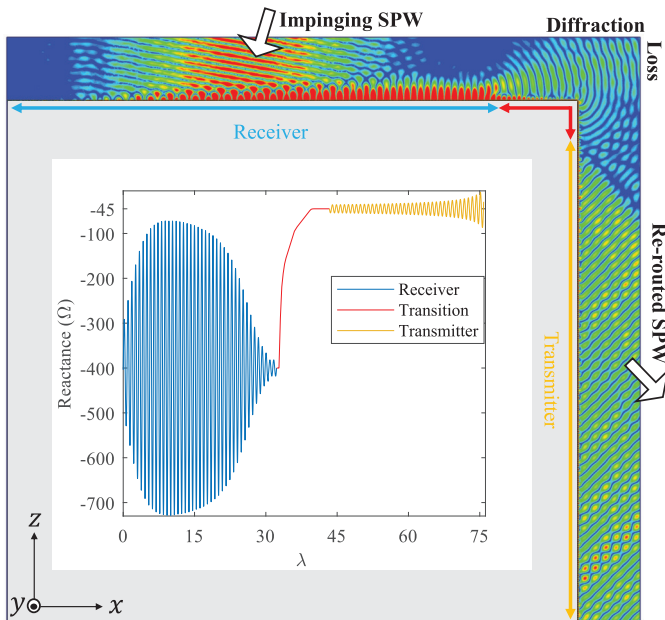 Impinging SPW
Diffraction
Loss
Receiver
-45
-100
-200
-300
-400
-500
-600
-700
Reactance (Ω)
Receiver
Transition
Transmitter
0
15
30
45
60
75
λ
Transmitter
Re-routed SPW
z
y
x